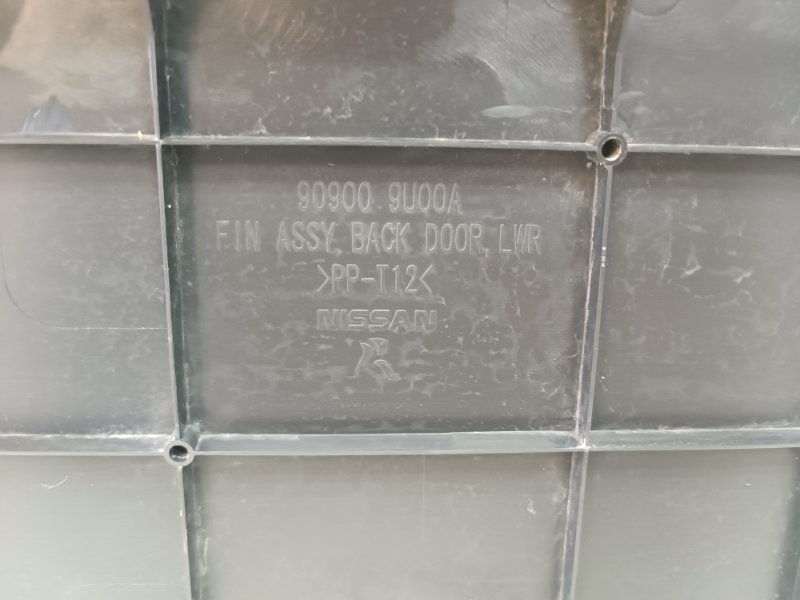 90900 9U00A
FIN ASSY, BACK DOOR, LWR
>PP-T12<
NISSAN